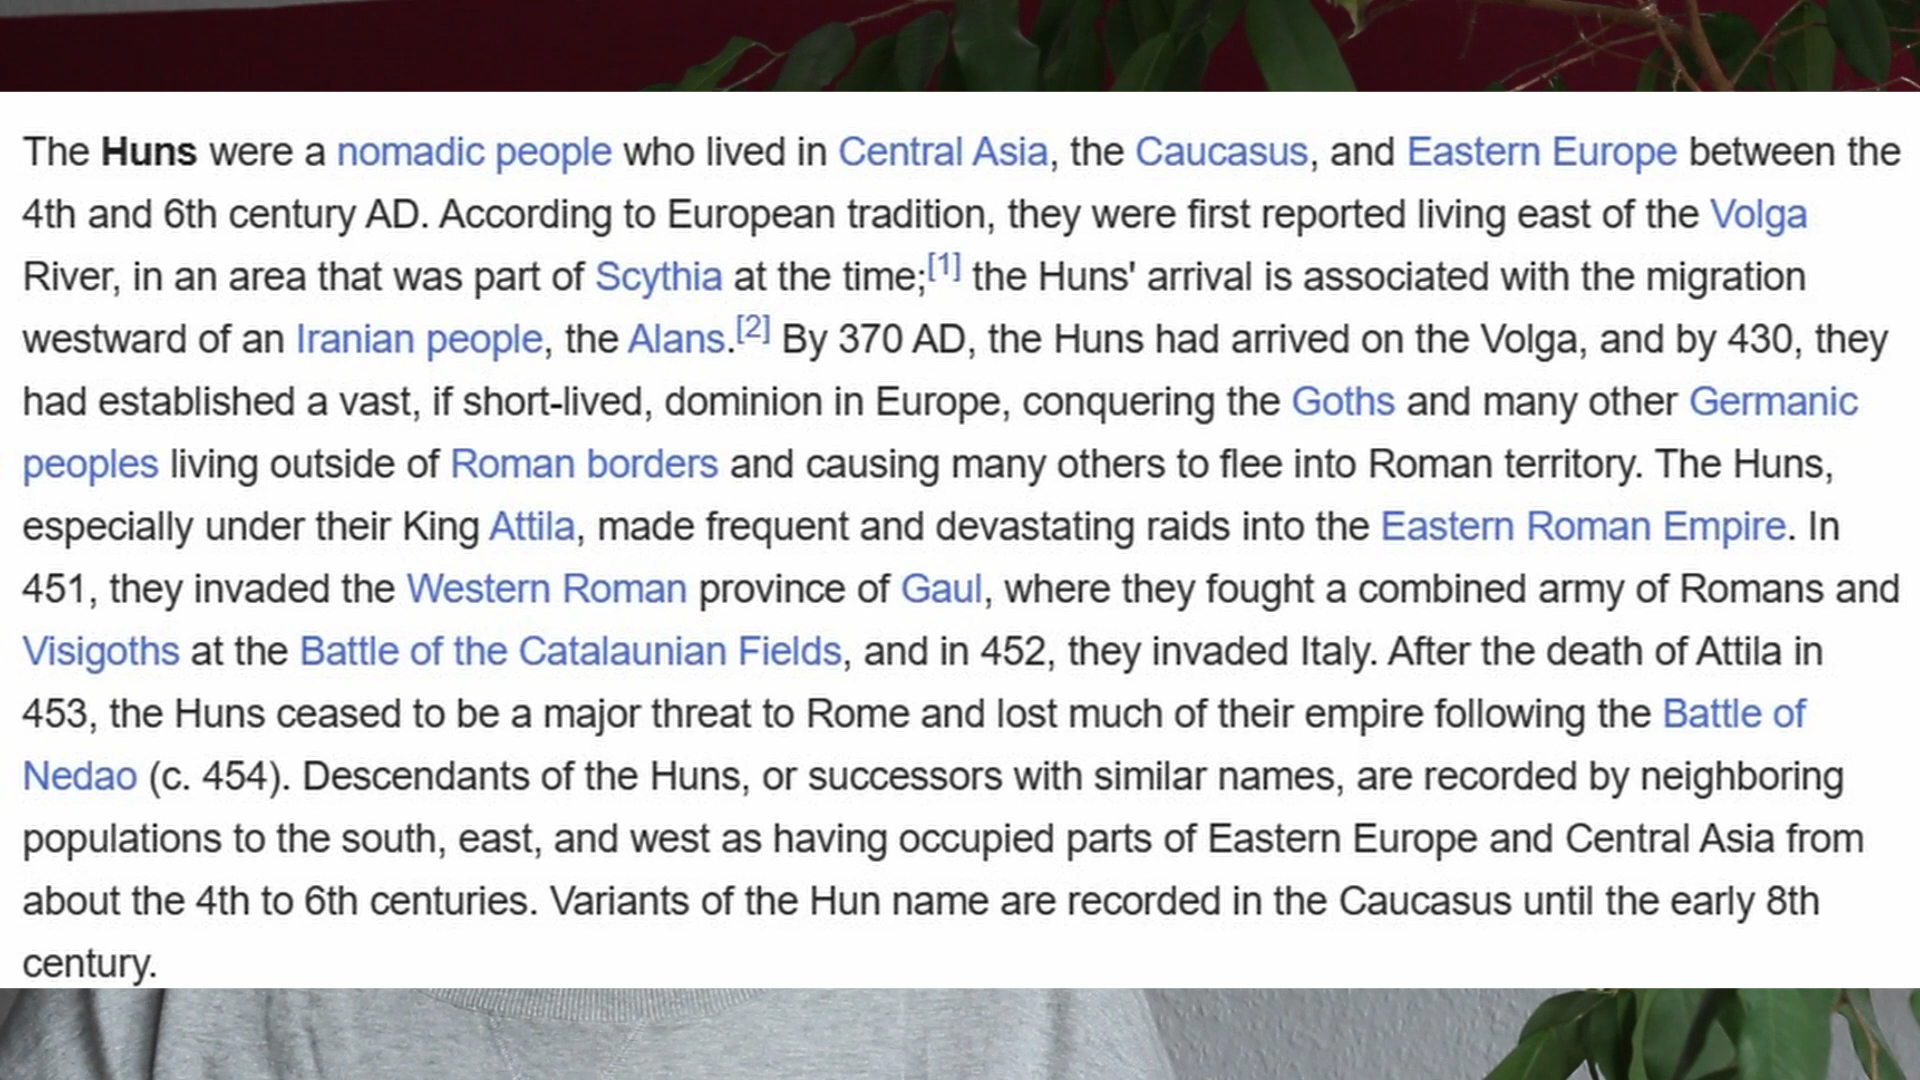 The Huns were a nomadic people who lived in Central Asia, the Caucasus, and Eastern Europe between the
4th and 6th century AD. According to European tradition, they were first reported living east of the Volga
River, in an area that was part of Scythia at the time;[1] the Huns' arrival is associated with the migration
westward of an Iranian people, the Alans.[2] By 370 AD, the Huns had arrived on the Volga, and by 430, they
had established a vast, if short-lived, dominion in Europe, conquering the Goths and many other Germanic
peoples living outside of Roman borders and causing many others to flee into Roman territory. The Huns,
especially under their King Attila, made frequent and devastating raids into the Eastern Roman Empire. In
451, they invaded the Western Roman province of Gaul, where they fought a combined army of Romans and
Visigoths at the Battle of the Catalaunian Fields, and in 452, they invaded Italy. After the death of Attila in
453, the Huns ceased to be a major threat to Rome and lost much of their empire following the Battle of
Nedao (c. 454). Descendants of the Huns, or successors with similar names, are recorded by neighboring
populations to the south, east, and west as having occupied parts of Eastern Europe and Central Asia from
about the 4th to 6th centuries. Variants of the Hun name are recorded in the Caucasus until the early 8th
century.